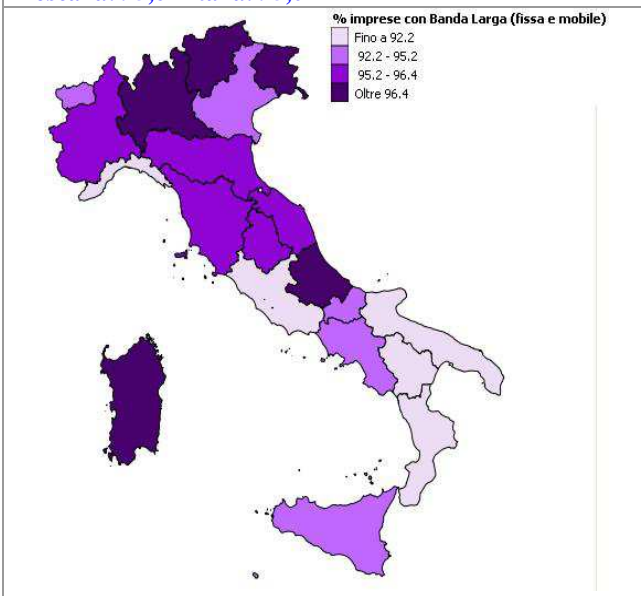 % imprese con Banda Larga (fissa e mobile)
Fino a 92.2
92.2 - 95.2
95.2 - 96.4
Oltre 96.4